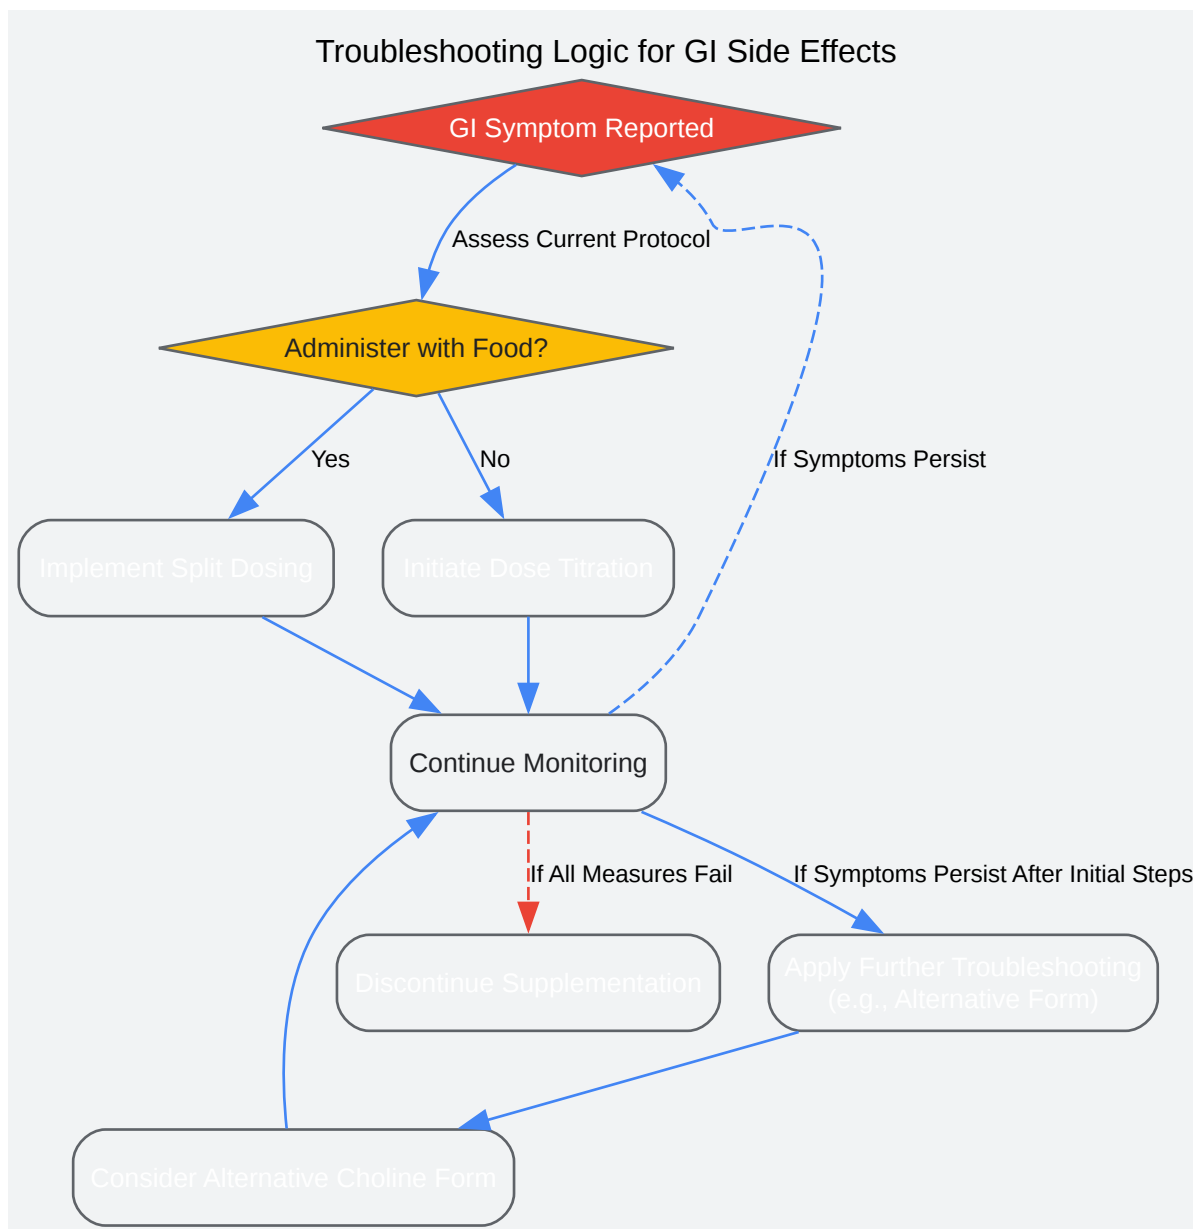 Troubleshooting Logic for GI Side Effects
GI Symptom Reported
Assess Current Protocol
Administer with Food?
Yes
No
If Symptoms Persist
Implement Split Dosing
Initiate Dose Titration
Continue Monitoring
If All Measures Fail
If Symptoms Persist After Initial Steps
Discontinue Supplementation
Apply Further Troubleshooting
(e.g., Alternative Form)
Consider Alternative Choline Form